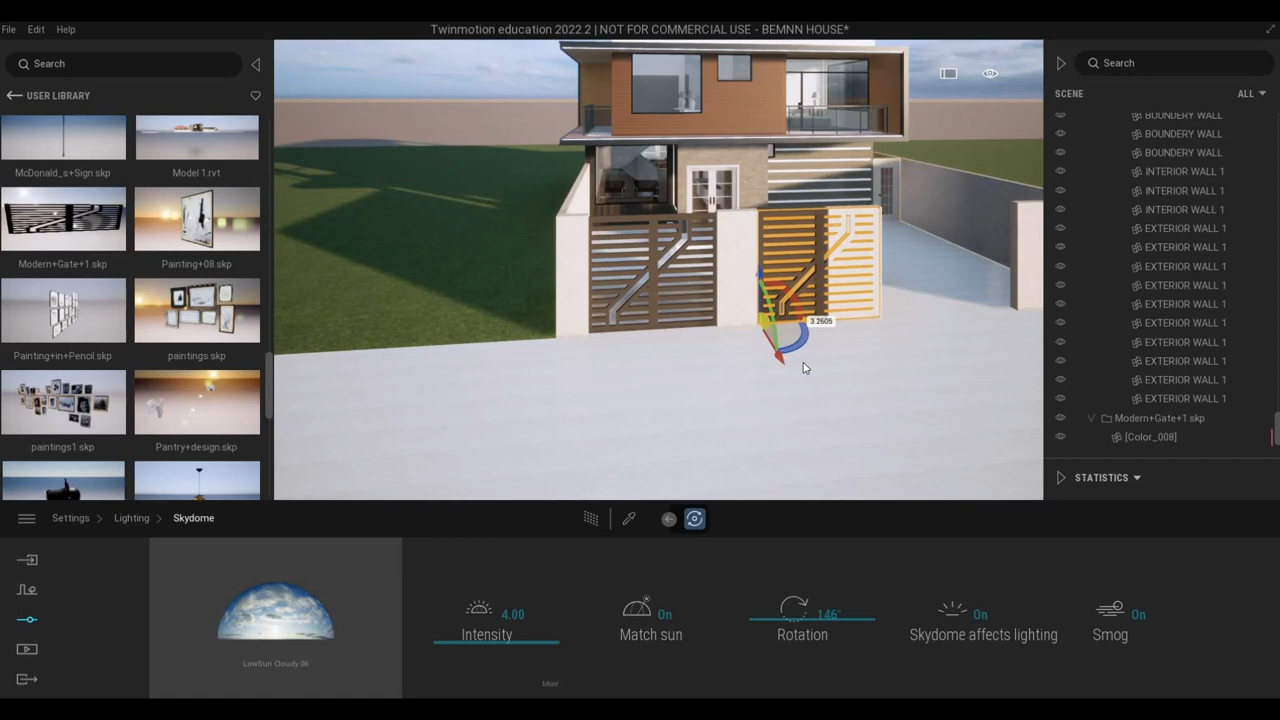 File Edit Help
Twinmotion education 2022.2 | NOT FOR COMMERCIAL USE - BEMNN HOUSE*
Search
USER LIBRARY
McDonald_s+Sign.skp
Model 1.rvt
Modern+Gate+1.skp
Painting+08.skp
Painting+in+Pencil.skp
paintings.skp
paintings1.skp
Pantry+design.skp
3.2605
Search
SCENE
ALL
BOUNDERY WALL
BOUNDERY WALL
BOUNDERY WALL
INTERIOR WALL 1
INTERIOR WALL 1
INTERIOR WALL 1
EXTERIOR WALL 1
EXTERIOR WALL 1
EXTERIOR WALL 1
EXTERIOR WALL 1
EXTERIOR WALL 1
EXTERIOR WALL 1
EXTERIOR WALL 1
EXTERIOR WALL 1
EXTERIOR WALL 1
EXTERIOR WALL 1
Modern+Gate+1.skp
[Color_008]
STATISTICS
Settings > Lighting > Skydome
LowSun Cloudy 06
4.00
Intensity
More
On
Match sun
146°
Rotation
On
Skydome affects lighting
On
Smog